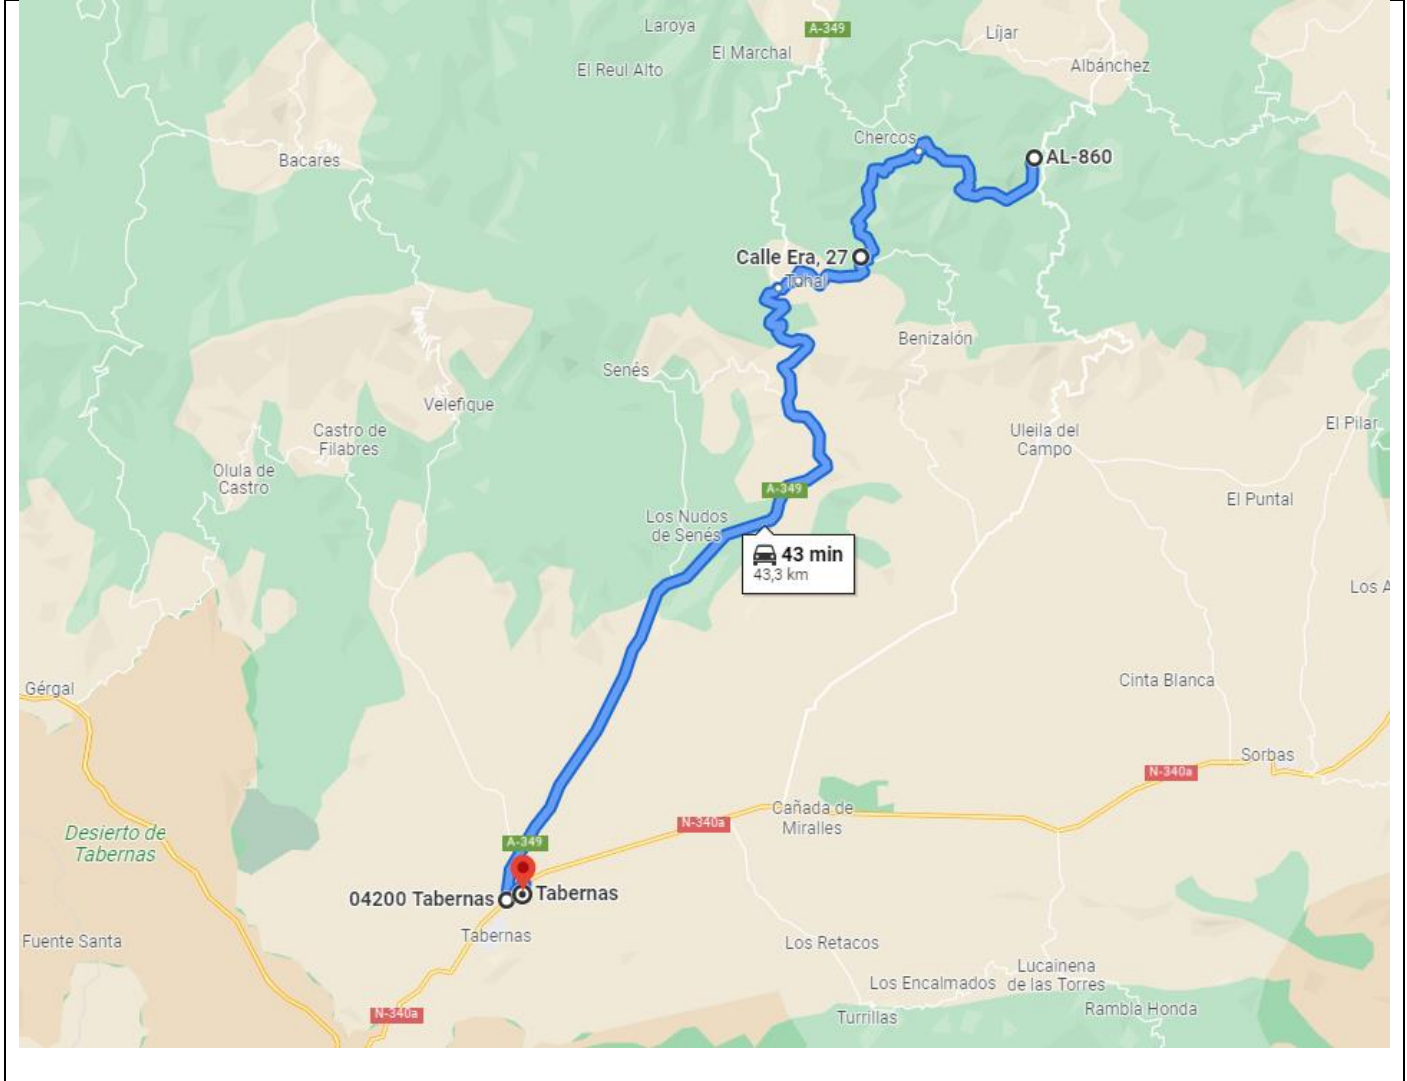 Laroya
A-349
Líjar
El Marchal
El Reul Alto
Albánchez
Chercos
Bacares
AL-860
Calle Era, 27
Tahal
Benizalón
Senés
Velefique
Castro de
Filabres
Uleila del
Campo
El Pilar
Olula de
Castro
A-349
El Puntal
Los Nudos
de Senés
43 min
43,3 km
Los A
Gérgal
Cinta Blanca
Sorbas
N-340a
Cañada de
Miralles
N-340a
Desierto de
Tabernas
A-349
04200 Tabernas
Tabernas
Tabernas
Fuente Santa
Los Retacos
Lucainena
de las Torres
Los Encalmados
Rambla Honda
N-340a
Turrillas